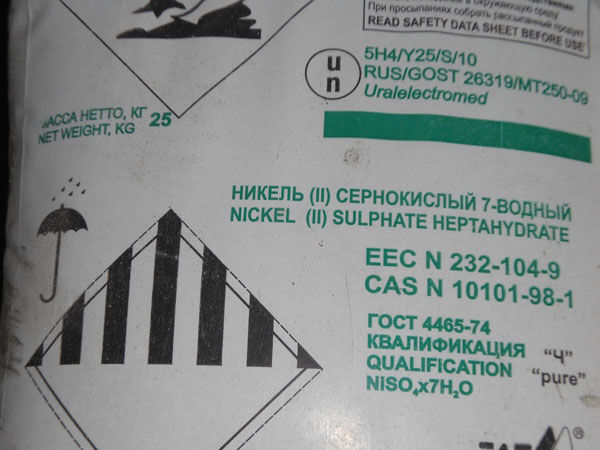 При просыпаниях собрать рассыпанный продукт
READ SAFETY DATA SHEET BEFORE USE
un
5H4/Y25/S/10
RUS/GOST 26319/MT250-09
Uralelectromed
МАССА НЕТТО, КГ 25
NET WEIGHT, KG
НИКЕЛЬ (II) СЕРНОКИСЛЫЙ 7-ВОДНЫЙ
NICKEL (II) SULPHATE HEPTAHYDRATE
EEC N 232-104-9
CAS N 10101-98-1
ГОСТ 4465-74
КВАЛИФИКАЦИЯ "Ч"
QUALIFICATION "pure"
NiSO₄x7H₂O
®